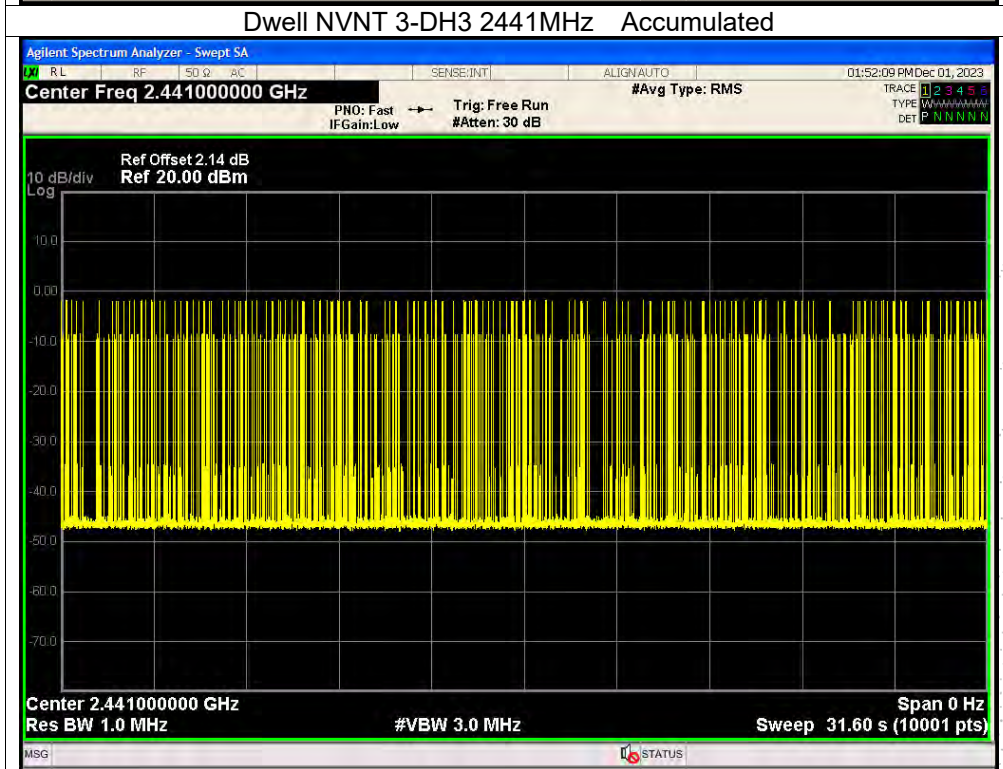 Dwell NVNT 3-DH3 2441MHz Accumulated
Agilent Spectrum Analyzer - Swept SA
LXI RL RF 50 Ω AC SENSE:INT ALIGN AUTO 01:52:09 PM Dec 01, 2023
Center Freq 2.441000000 GHz #Avg Type: RMS TRACE 1 2 3 4 5 6
PNO: Fast Trig: Free Run TYPE WWWWWW
IFGain:Low #Atten: 30 dB DET P N N N N N
Ref Offset 2.14 dB
10 dB/div Ref 20.00 dBm
Log
10.0
0.00
-10.0
-20.0
-30.0
-40.0
-50.0
-60.0
-70.0
Center 2.441000000 GHz Span 0 Hz
Res BW 1.0 MHz #VBW 3.0 MHz Sweep 31.60 s (10001 pts)
MSG STATUS